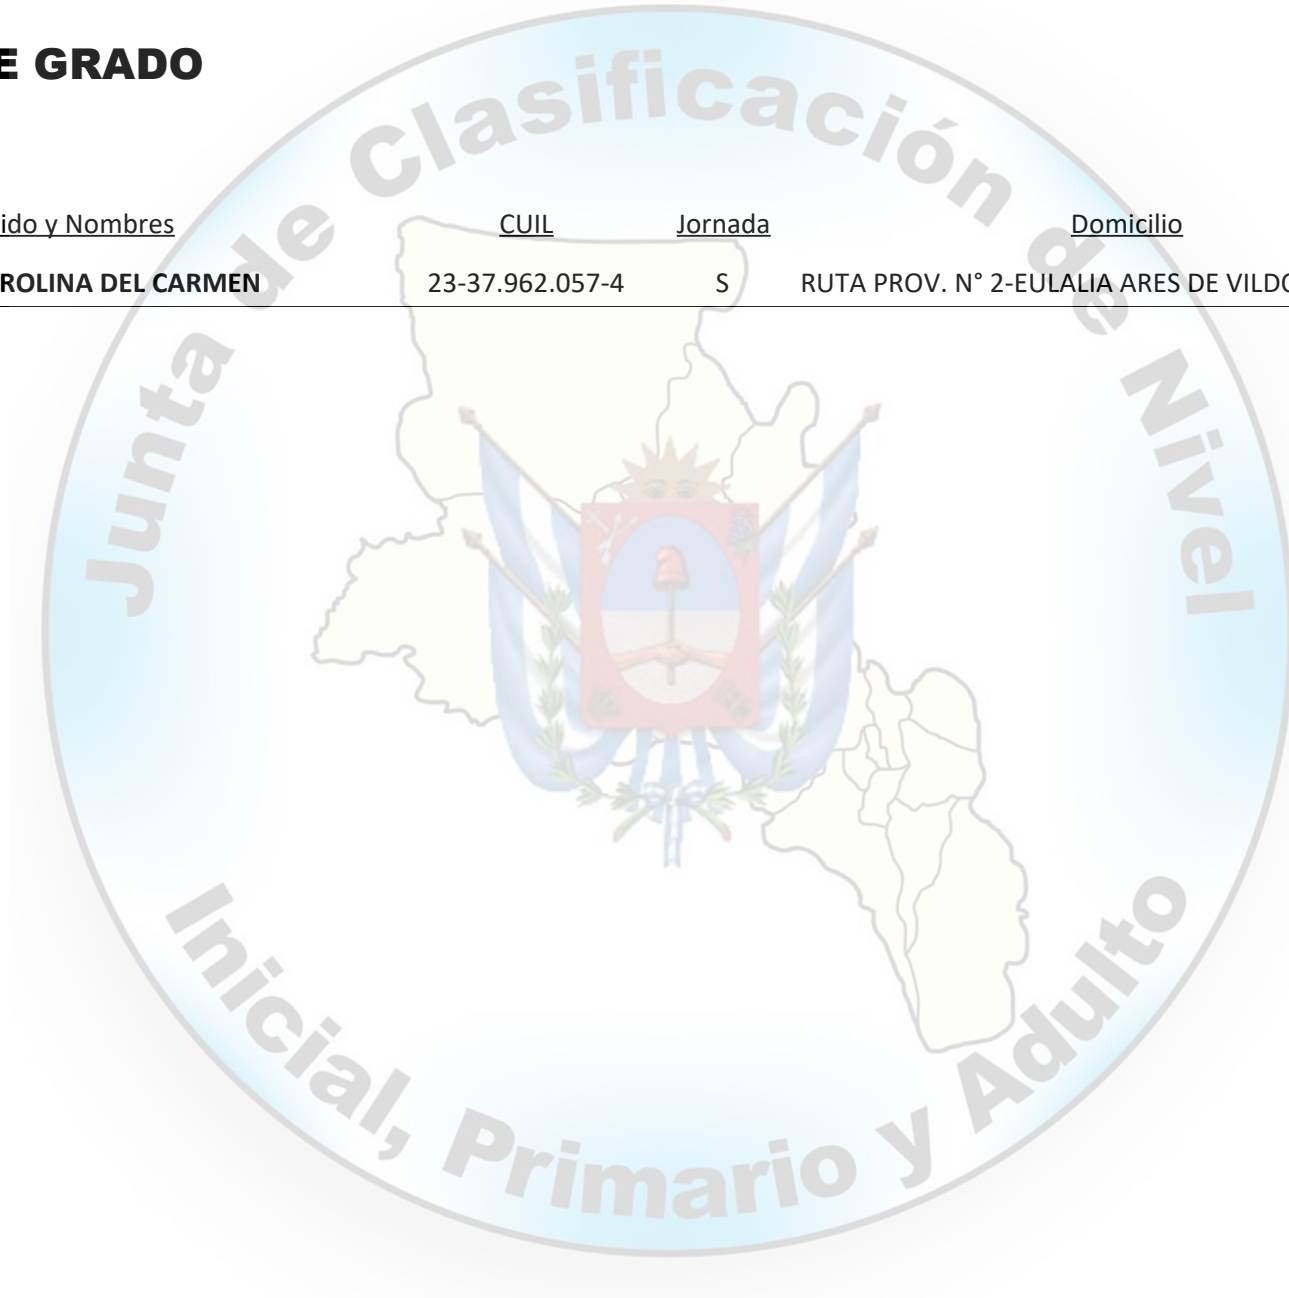 E GRADO
Junta de Clasificación de Nivel
ido y Nombres CUIL Jornada Domicilio
ROLINA DEL CARMEN 23-37.962.057-4 S RUTA PROV. N° 2-EULALIA ARES DE VILDO
Inicial, Primario y Adulto